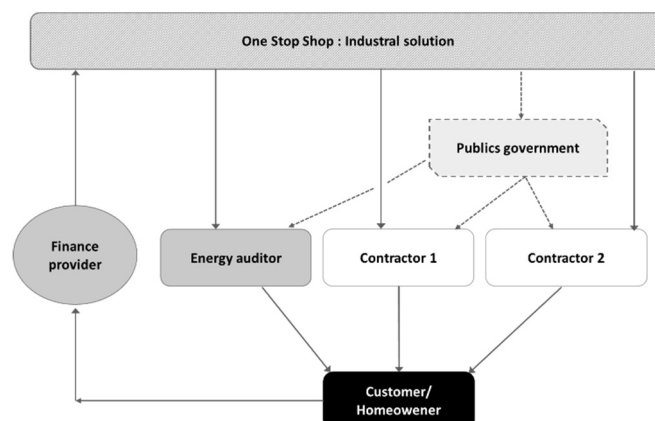 One Stop Shop : Industral solution
Publics government
Finance
provider
Energy auditor
Contractor 1
Contractor 2
Customer/
Homeowener